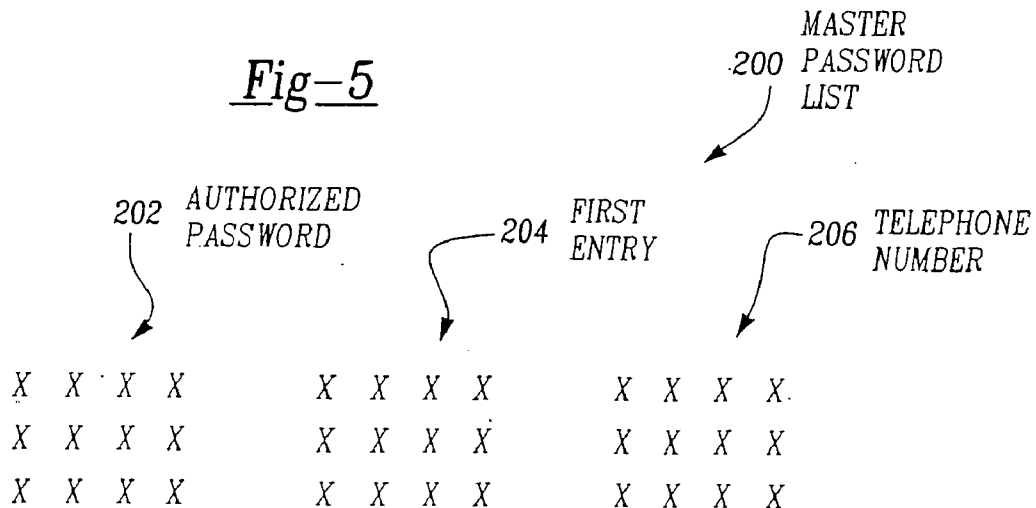 Fig-5
200 MASTER
PASSWORD
LIST
202 AUTHORIZED
PASSWORD
204 FIRST
ENTRY
206 TELEPHONE
NUMBER
X X X X X X X X X X X X
X X X X X X X X X X X X
X X X X X X X X X X X X